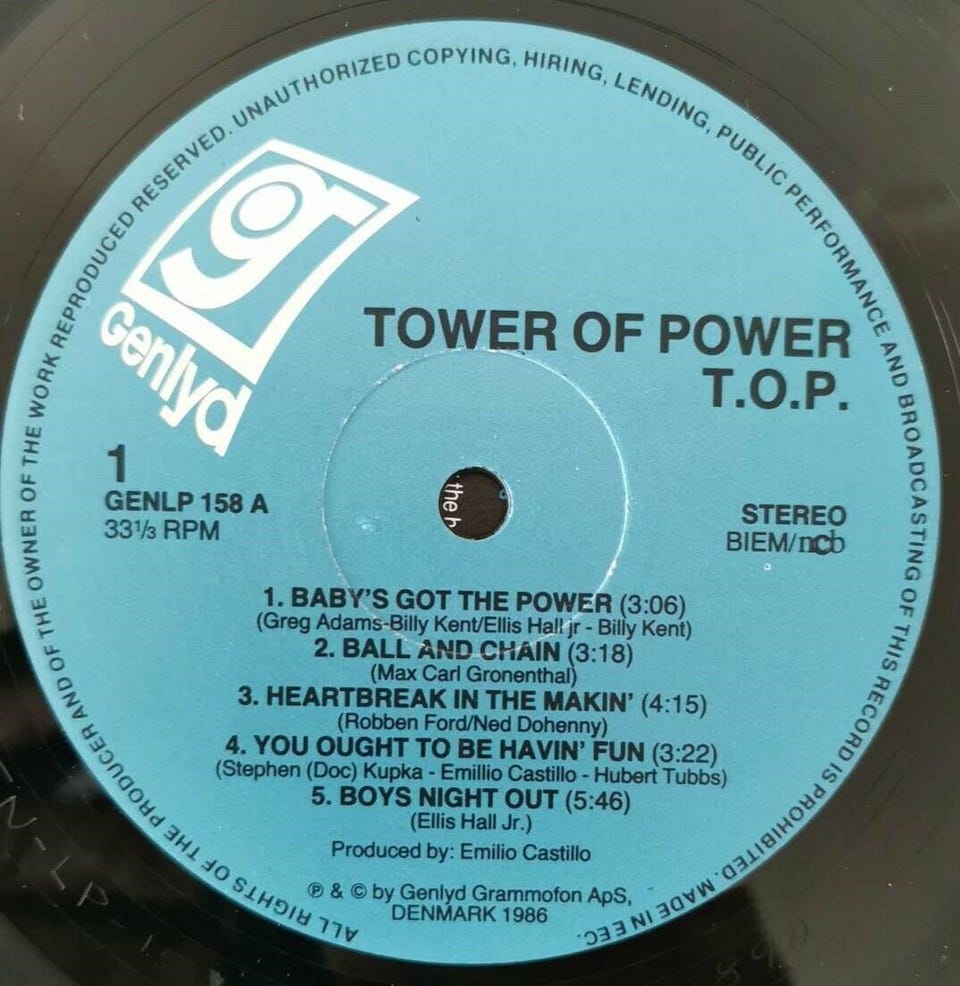 ALL RIGHTS OF THE PRODUCER AND OF THE OWNER OF THE WORK REPRODUCED RESERVED. UNAUTHORIZED COPYING, HIRING, LENDING, PUBLIC PERFORMANCE AND BROADCASTING OF THIS RECORD IS PROHIBITED. MADE IN EEC.
g
Genlyd
TOWER OF POWER
T.O.P.
1
GENLP 158 A
33⅓ RPM
STEREO
BIEM/ncb
the
1. BABY'S GOT THE POWER (3:06)
(Greg Adams-Billy Kent/Ellis Hall jr - Billy Kent)
2. BALL AND CHAIN (3:18)
(Max Carl Gronenthal)
3. HEARTBREAK IN THE MAKIN' (4:15)
(Robben Ford/Ned Dohenny)
4. YOU OUGHT TO BE HAVIN' FUN (3:22)
(Stephen (Doc) Kupka - Emillio Castillo - Hubert Tubbs)
5. BOYS NIGHT OUT (5:46)
(Ellis Hall Jr.)
Produced by: Emilio Castillo
℗ & © by Genlyd Grammofon ApS,
DENMARK 1986